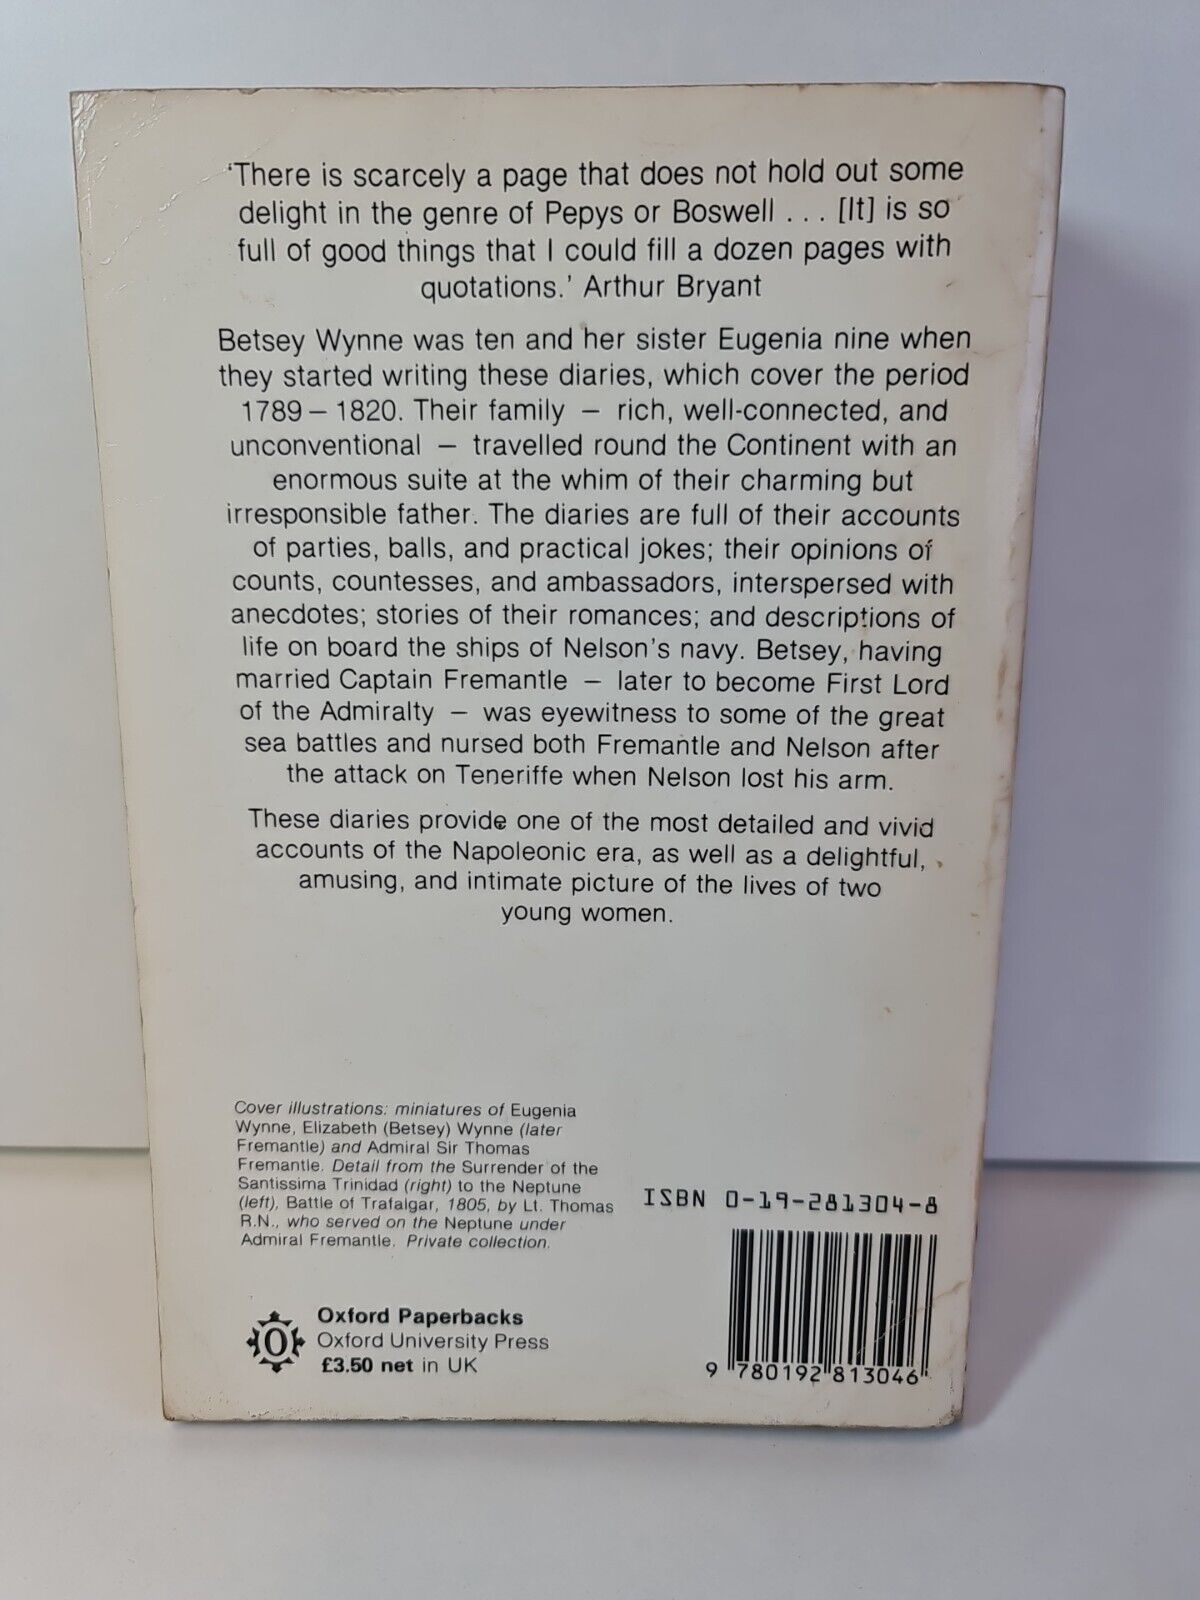 'There is scarcely a page that does not hold out some
delight in the genre of Pepys or Boswell . . . [It] is so
full of good things that I could fill a dozen pages with
quotations.' Arthur Bryant
Betsey Wynne was ten and her sister Eugenia nine when
they started writing these diaries, which cover the period
1789 – 1820. Their family – rich, well-connected, and
unconventional – travelled round the Continent with an
enormous suite at the whim of their charming but
irresponsible father. The diaries are full of their accounts
of parties, balls, and practical jokes; their opinions of
counts, countesses, and ambassadors, interspersed with
anecdotes; stories of their romances; and descriptions of
life on board the ships of Nelson's navy. Betsey, having
married Captain Fremantle – later to become First Lord
of the Admiralty – was eyewitness to some of the great
sea battles and nursed both Fremantle and Nelson after
the attack on Teneriffe when Nelson lost his arm.
These diaries provide one of the most detailed and vivid
accounts of the Napoleonic era, as well as a delightful,
amusing, and intimate picture of the lives of two
young women.
Cover illustrations: miniatures of Eugenia
Wynne, Elizabeth (Betsey) Wynne (later
Fremantle) and Admiral Sir Thomas
Fremantle. Detail from the Surrender of the
Santissima Trinidad (right) to the Neptune
(left), Battle of Trafalgar, 1805, by Lt. Thomas
R.N., who served on the Neptune under
Admiral Fremantle. Private collection.
ISBN 0-19-281304-8
9 780192 813046
O
Oxford Paperbacks
Oxford University Press
£3.50 net in UK